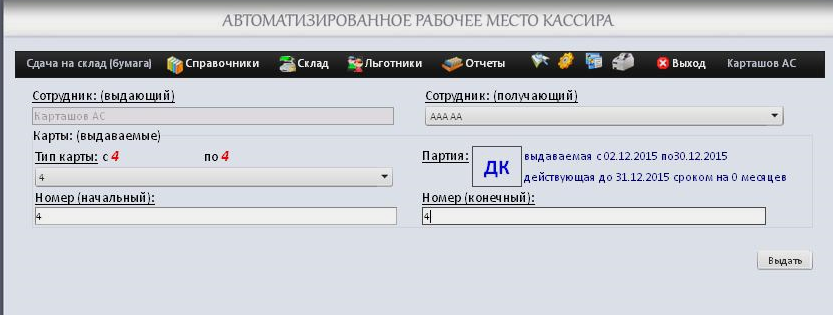 АВТОМАТИЗИРОВАННОЕ РАБОЧЕЕ МЕСТО КАССИРА
Сдача на склад (бумага) Справочники Склад Льготники Отчеты Выход Карташов АС
Сотрудник: (выдающий) Сотрудник: (получающий)
Карташов АС ААА АА
Карты: (выдаваемые)
Тип карты: с 4 по 4 Партия: ДК выдаваемая с 02.12.2015 по30.12.2015
4 действующая до 31.12.2015 сроком на 0 месяцев
Номер (начальный): Номер (конечный):
4 4
Выдать